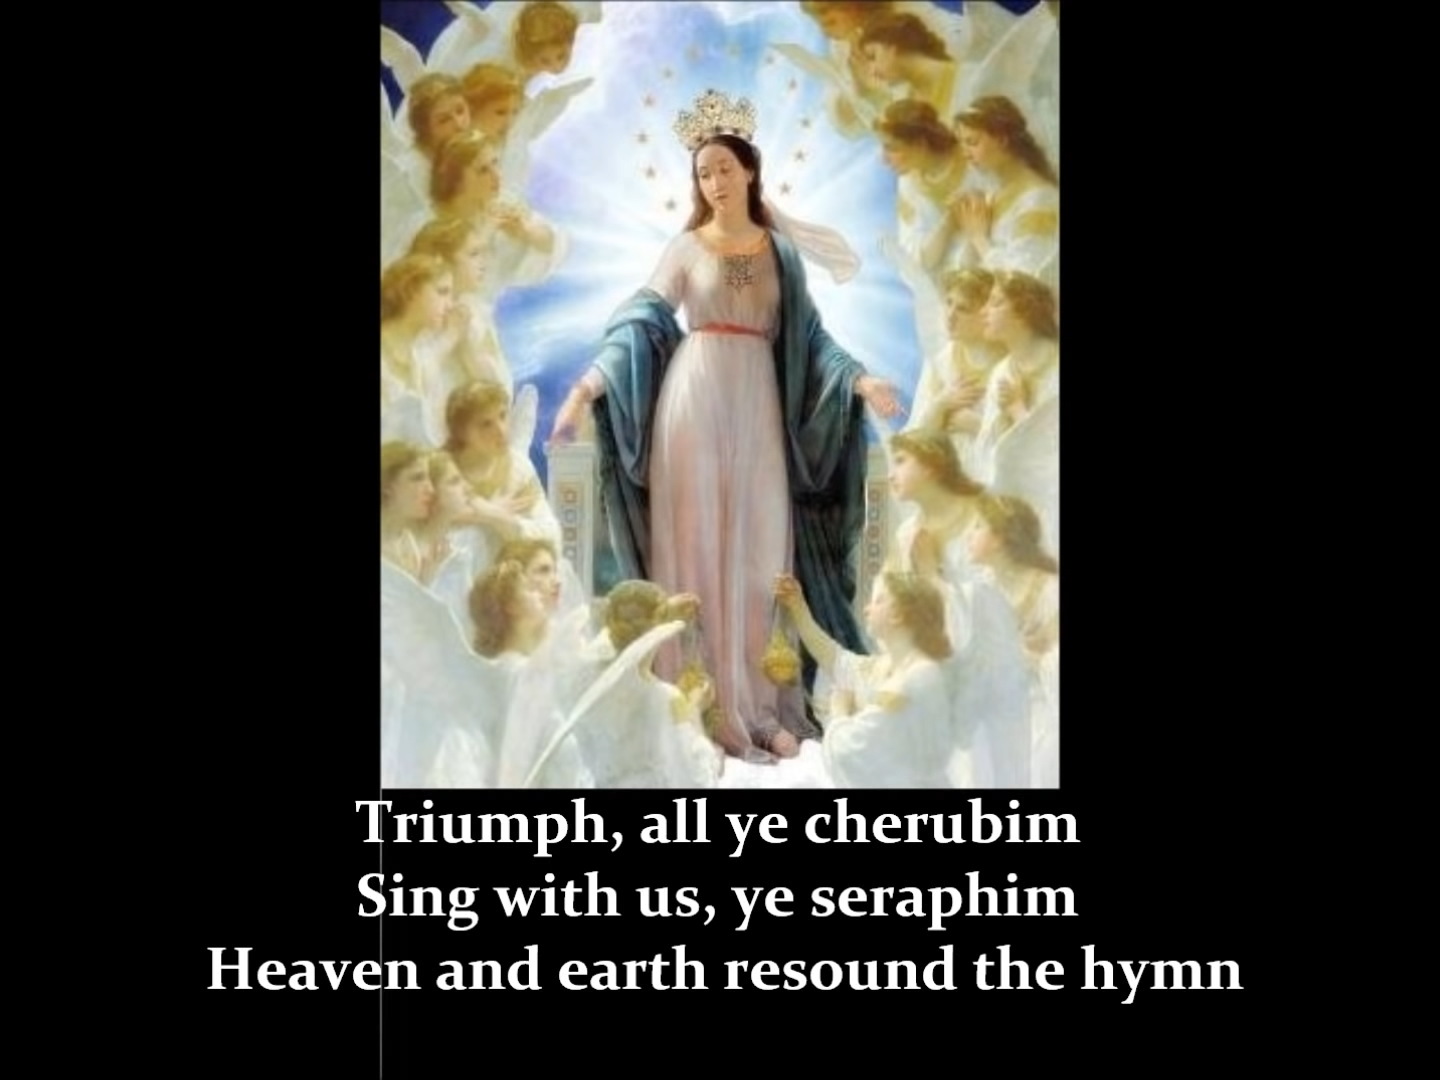 Triumph, all ye cherubim
Sing with us, ye seraphim
Heaven and earth resound the hymn